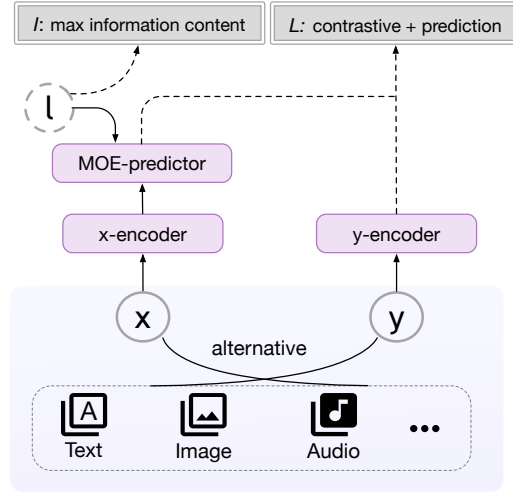 I: max information content
L: contrastive + prediction
l
MOE-predictor
x-encoder
y-encoder
x
y
alternative
A
Text
Image
Audio
...